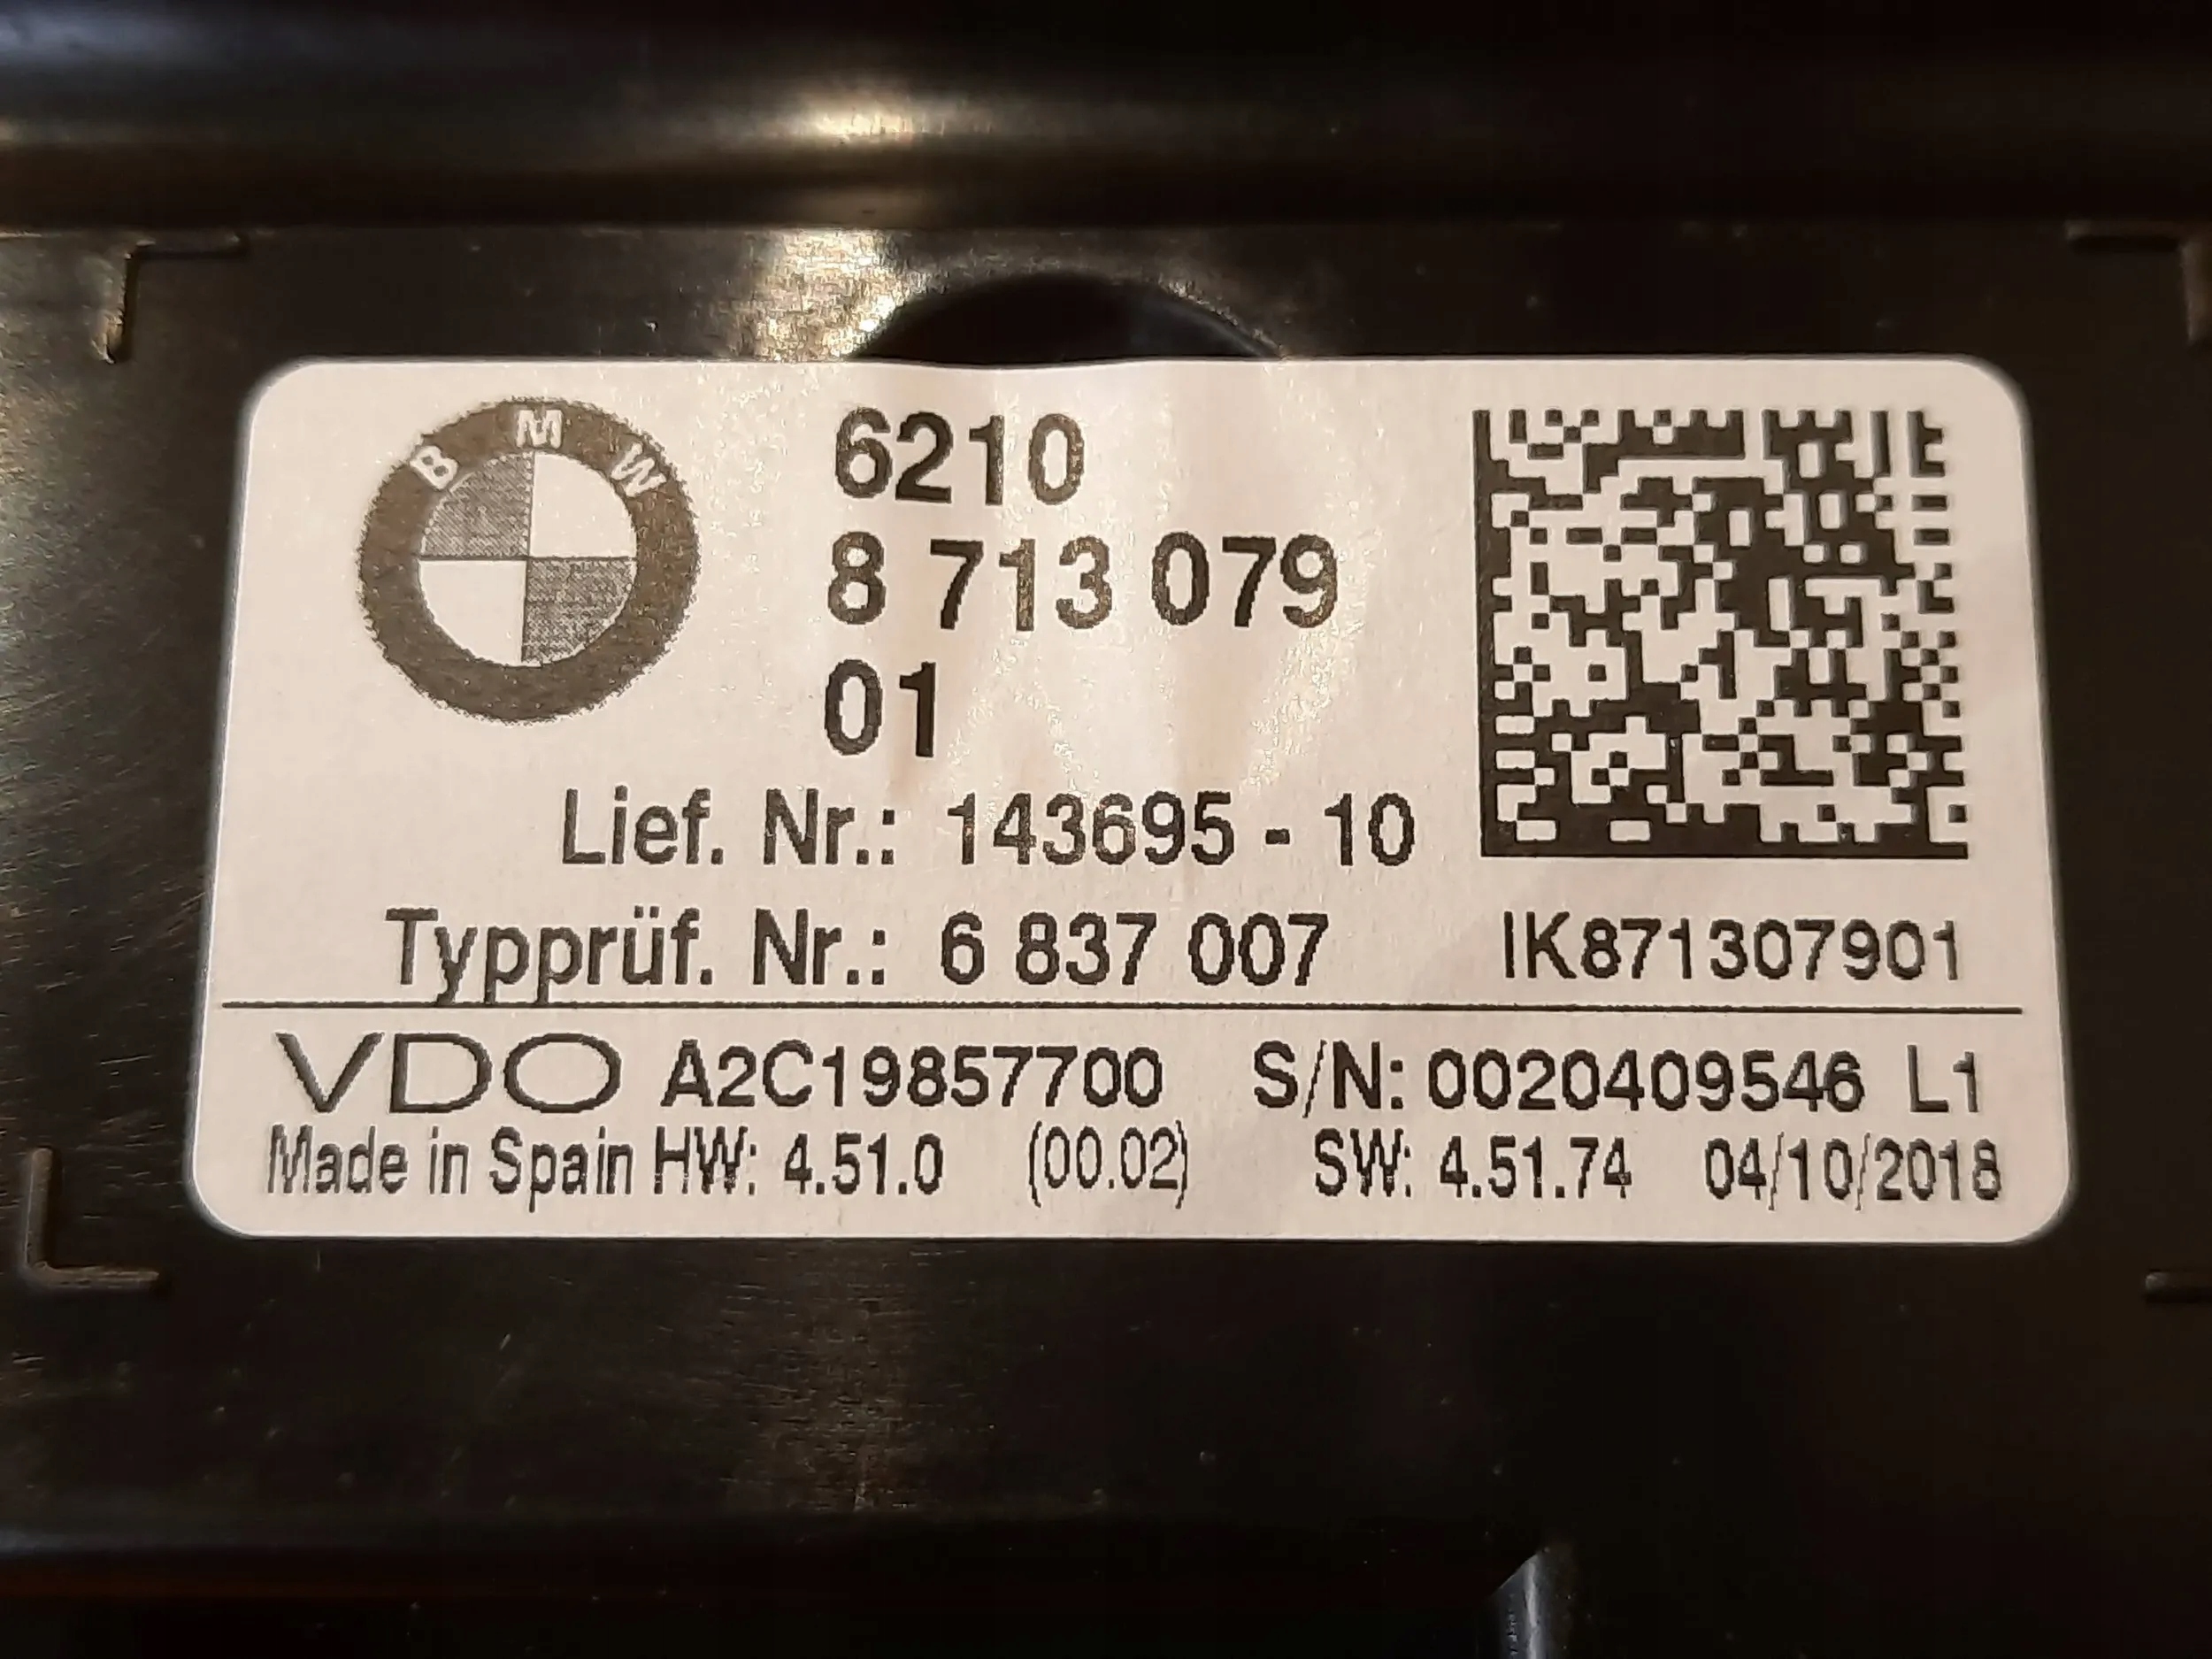 BMW
6210
8 713 079
01
Lief. Nr.: 143695 - 10
Typprüf. Nr.: 6 837 007 IK871307901
VDO A2C19857700 S/N: 0020409546 L1
Made in Spain HW: 4.51.0 (00.02) SW: 4.51.74 04/10/2018